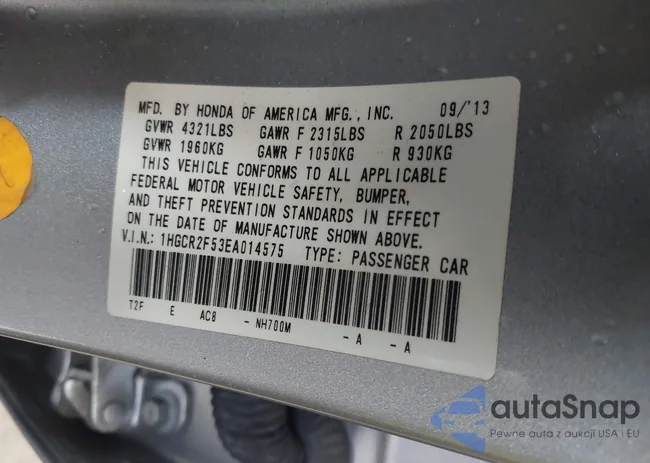 MFD. BY HONDA OF AMERICA MFG., INC. 09/'13
GVWR 4321LBS GAWR F 2315LBS R 2050LBS
GVWR 1960KG GAWR F 1050KG R 930KG
THIS VEHICLE CONFORMS TO ALL APPLICABLE
FEDERAL MOTOR VEHICLE SAFETY, BUMPER,
AND THEFT PREVENTION STANDARDS IN EFFECT
ON THE DATE OF MANUFACTURE SHOWN ABOVE.
V.I.N.: 1HGCR2F53EA014575 TYPE: PASSENGER CAR
T2F E AC8 - NH700M - A - A
autaSnap
Pewne auta z aukcji USA i EU